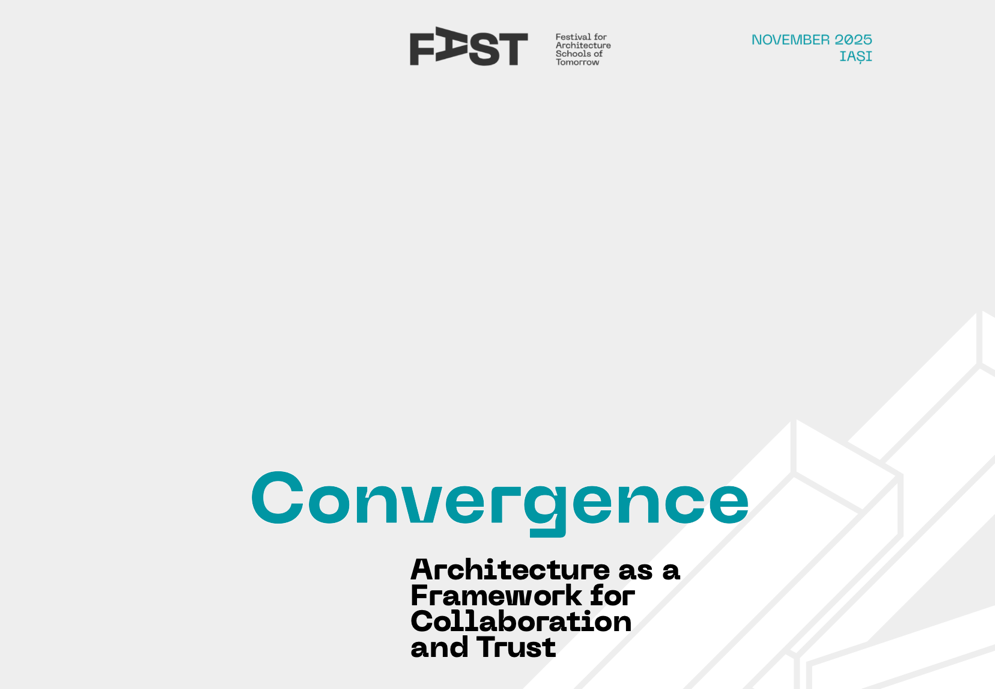 FAST
Festival for
Architecture
Schools of
Tomorrow
NOVEMBER 2025
IAȘI
Convergence
Architecture as a
Framework for
Collaboration
and Trust